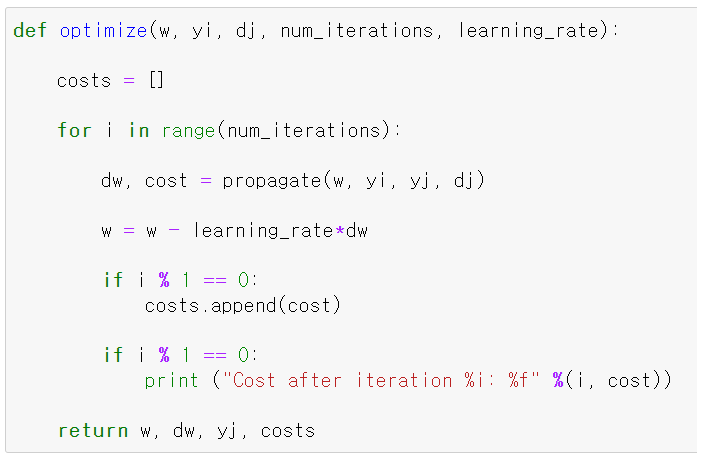 def optimize(w, yi, dj, num_iterations, learning_rate):
costs = []
for i in range(num_iterations):
dw, cost = propagate(w, yi, yj, dj)
w = w - learning_rate*dw
if i % 1 == 0:
costs.append(cost)
if i % 1 == 0:
print ("Cost after iteration %i: %f" %(i, cost))
return w, dw, yj, costs